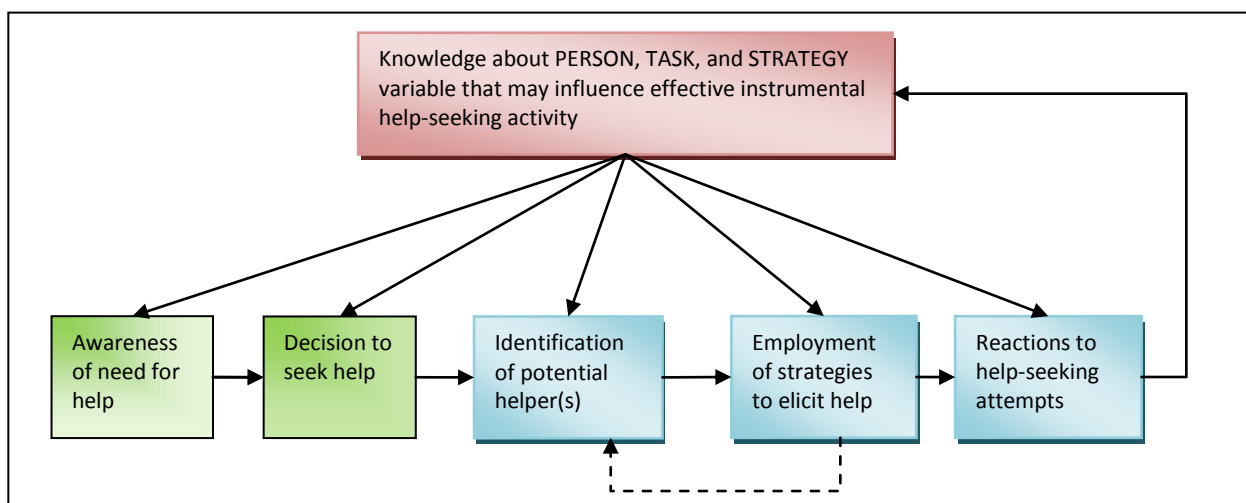 Knowledge about PERSON, TASK, and STRATEGY
variable that may influence effective instrumental
help-seeking activity
Awareness
of need for
help
Decision to
seek help
Identification
of potential
helper(s)
Employment
of strategies
to elicit help
Reactions to
help-seeking
attempts